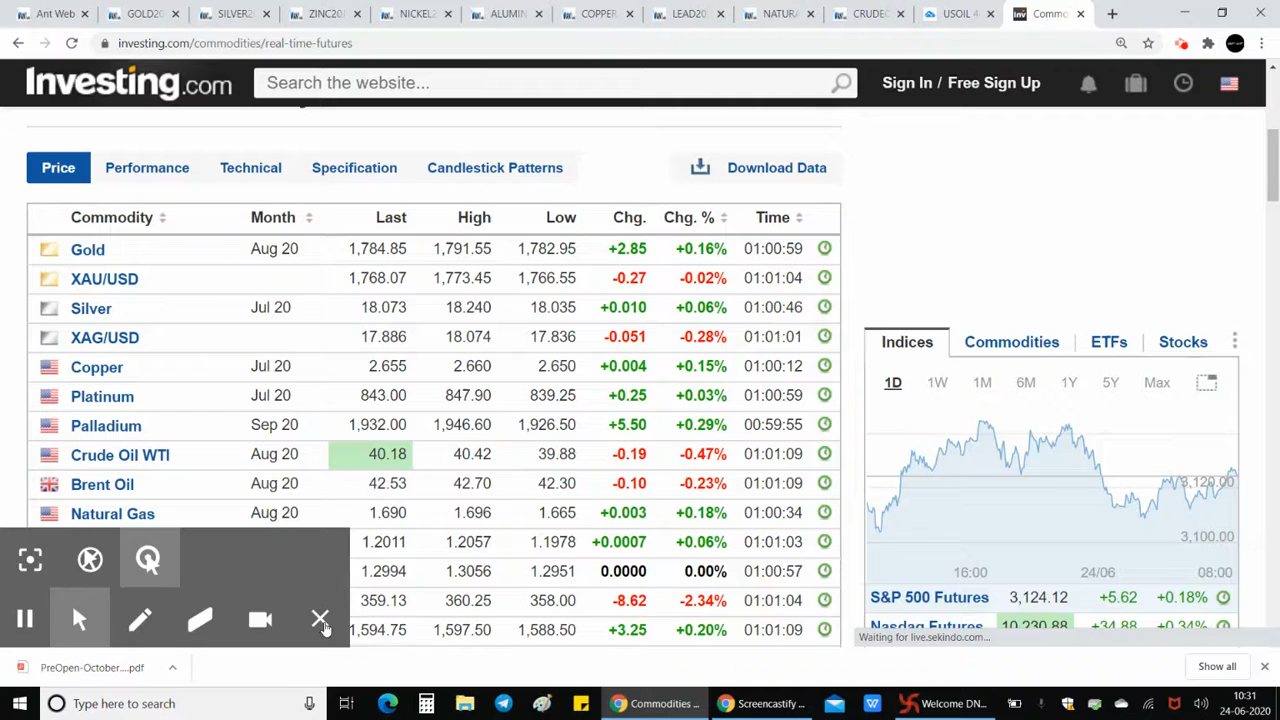 Ant Web
GOLD20
SILVER2
ZINC20
NICKEL2
ALUMIN
COPPER
LEAD20
NATURA
CRUDEC
USOIL 4
Commo
investing.com/commodities/real-time-futures
Investing.com
Search the website...
Sign In / Free Sign Up
Price Performance Technical Specification Candlestick Patterns Download Data
Commodity Month Last High Low Chg. Chg. % Time
Gold Aug 20 1,784.85 1,791.55 1,782.95 +2.85 +0.16% 01:00:59
XAU/USD 1,768.07 1,773.45 1,766.55 -0.27 -0.02% 01:01:04
Silver Jul 20 18.073 18.240 18.035 +0.010 +0.06% 01:00:46
XAG/USD 17.886 18.074 17.836 -0.051 -0.28% 01:01:01
Copper Jul 20 2.655 2.660 2.650 +0.004 +0.15% 01:00:12
Platinum Jul 20 843.00 847.90 839.25 +0.25 +0.03% 01:00:59
Palladium Sep 20 1,932.00 1,946.60 1,926.50 +5.50 +0.29% 00:59:55
Crude Oil WTI Aug 20 40.18 40.42 39.88 -0.19 -0.47% 01:01:09
Brent Oil Aug 20 42.53 42.70 42.30 -0.10 -0.23% 01:01:09
Natural Gas Aug 20 1.690 1.696 1.665 +0.003 +0.18% 01:00:34
1.2011 1.2057 1.1978 +0.0007 +0.06% 01:01:03
1.2994 1.3056 1.2951 0.0000 0.00% 01:00:57
359.13 360.25 358.00 -8.62 -2.34% 01:01:04
1,594.75 1,597.50 1,588.50 +3.25 +0.20% 01:01:09
Indices Commodities ETFs Stocks
1D 1W 1M 6M 1Y 5Y Max
3,120.00
3,100.00
16:00 24/06 08:00
S&P 500 Futures 3,124.12 +5.62 +0.18%
Nasdaq Futures 10,230.88 +34.88 +0.34%
Waiting for live.sekindo.com...
PreOpen-October....pdf
Show all
Type here to search
Commodities ...
Screencastify ...
Welcome DN...
10:31
24-06-2020